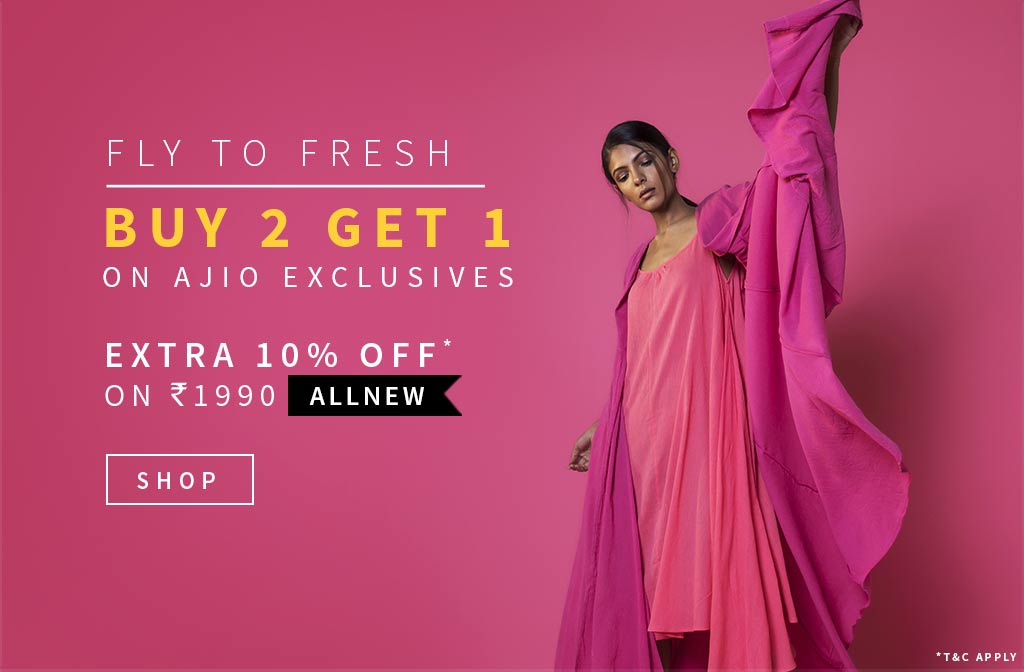 FLY TO FRESH
BUY 2 GET 1
ON AJIO EXCLUSIVES
EXTRA 10% OFF*
ON ₹1990 ALLNEW
SHOP
*T&C APPLY